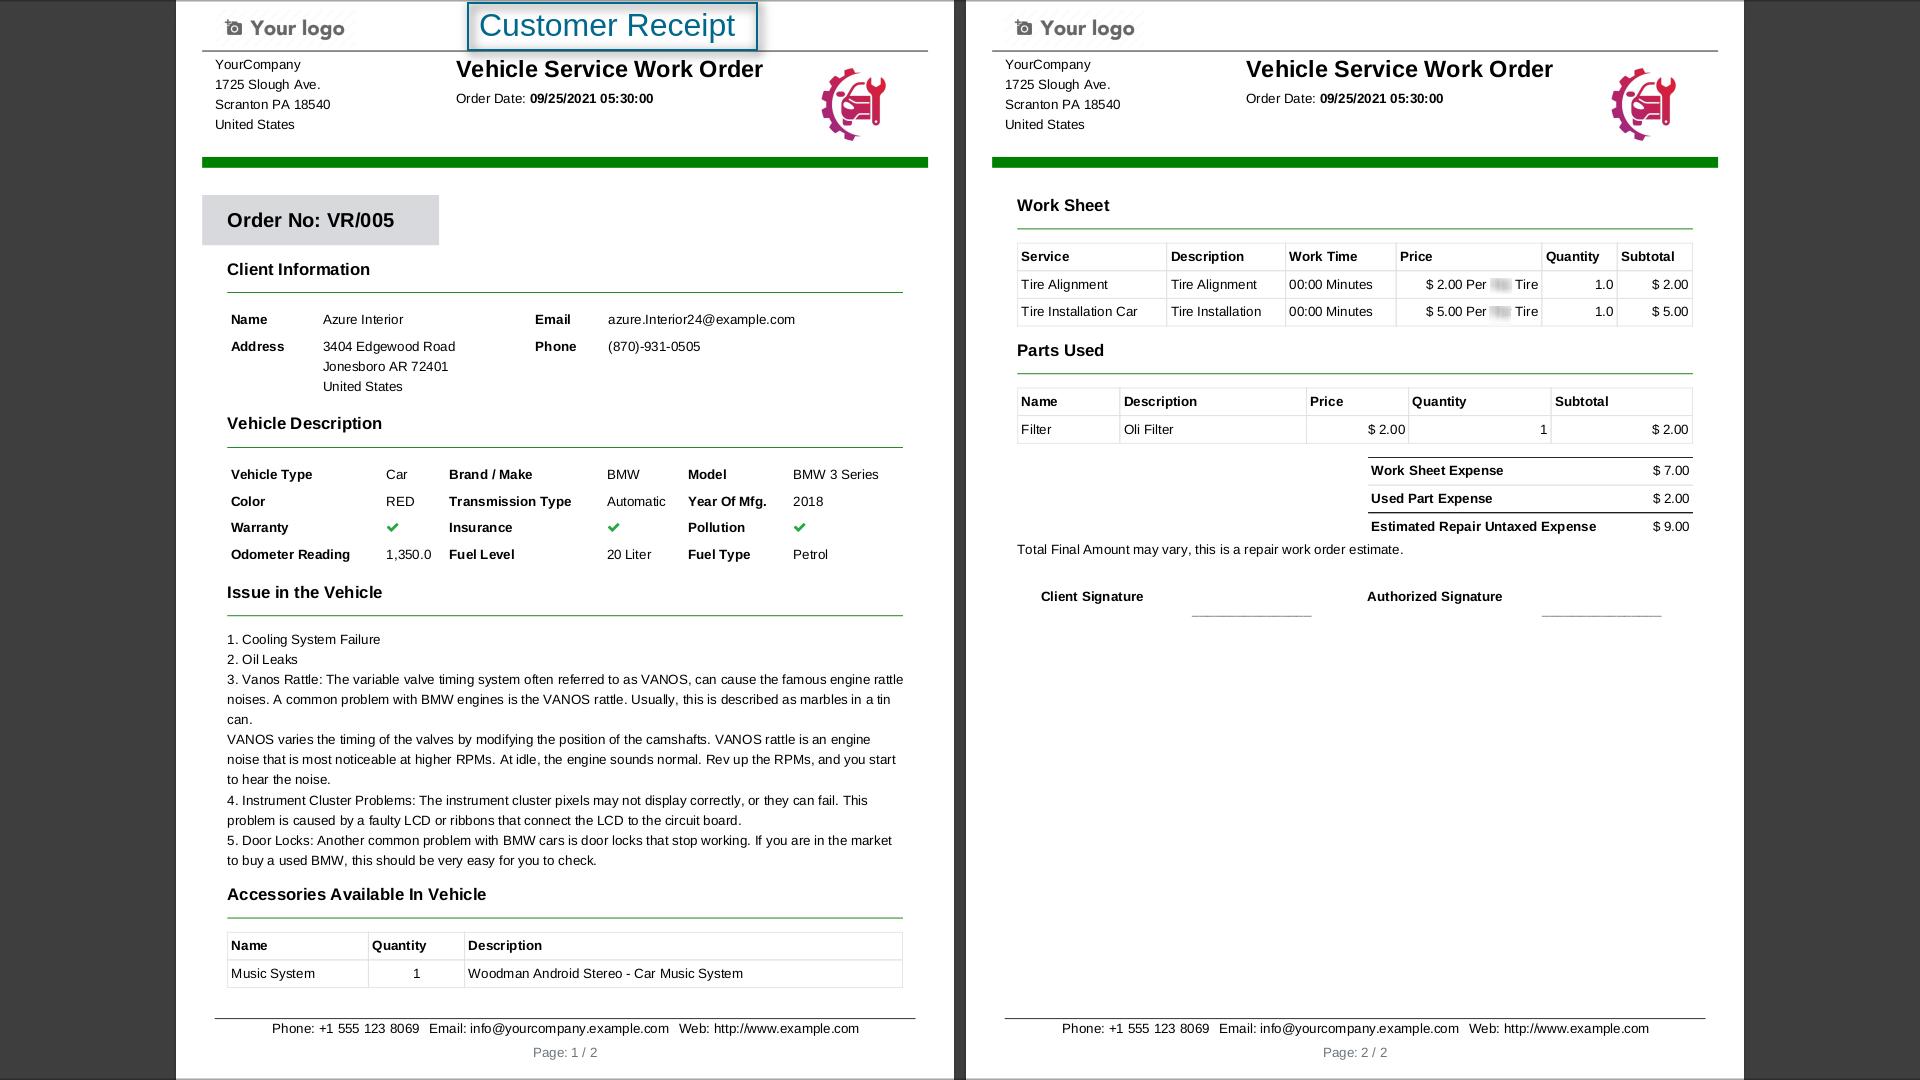 Your logo
Customer Receipt
YourCompany
1725 Slough Ave.
Scranton PA 18540
United States
Vehicle Service Work Order
Order Date: 09/25/2021 05:30:00
Order No: VR/005
Client Information
Name Azure Interior Email azure.Interior24@example.com
Address 3404 Edgewood Road Phone (870)-931-0505
Jonesboro AR 72401
United States
Vehicle Description
Vehicle Type Car Brand / Make BMW Model BMW 3 Series
Color RED Transmission Type Automatic Year Of Mfg. 2018
Warranty ✔ Insurance ✔ Pollution ✔
Odometer Reading 1,350.0 Fuel Level 20 Liter Fuel Type Petrol
Issue in the Vehicle
1. Cooling System Failure
2. Oil Leaks
3. Vanos Rattle: The variable valve timing system often referred to as VANOS, can cause the famous engine rattle
noises. A common problem with BMW engines is the VANOS rattle. Usually, this is described as marbles in a tin
can.
VANOS varies the timing of the valves by modifying the position of the camshafts. VANOS rattle is an engine
noise that is most noticeable at higher RPMs. At idle, the engine sounds normal. Rev up the RPMs, and you start
to hear the noise.
4. Instrument Cluster Problems: The instrument cluster pixels may not display correctly, or they can fail. This
problem is caused by a faulty LCD or ribbons that connect the LCD to the circuit board.
5. Door Locks: Another common problem with BMW cars is door locks that stop working. If you are in the market
to buy a used BMW, this should be very easy for you to check.
Accessories Available In Vehicle
Name Quantity Description
Music System 1 Woodman Android Stereo - Car Music System
Phone: +1 555 123 8069 Email: info@yourcompany.example.com Web: http://www.example.com
Page: 1 / 2
Your logo
YourCompany
1725 Slough Ave.
Scranton PA 18540
United States
Vehicle Service Work Order
Order Date: 09/25/2021 05:30:00
Work Sheet
Service Description Work Time Price Quantity Subtotal
Tire Alignment Tire Alignment 00:00 Minutes $ 2.00 Per Tire 1.0 $ 2.00
Tire Installation Car Tire Installation 00:00 Minutes $ 5.00 Per Tire 1.0 $ 5.00
Parts Used
Name Description Price Quantity Subtotal
Filter Oli Filter $ 2.00 1 $ 2.00
Work Sheet Expense $ 7.00
Used Part Expense $ 2.00
Estimated Repair Untaxed Expense $ 9.00
Total Final Amount may vary, this is a repair work order estimate.
Client Signature Authorized Signature
Phone: +1 555 123 8069 Email: info@yourcompany.example.com Web: http://www.example.com
Page: 2 / 2